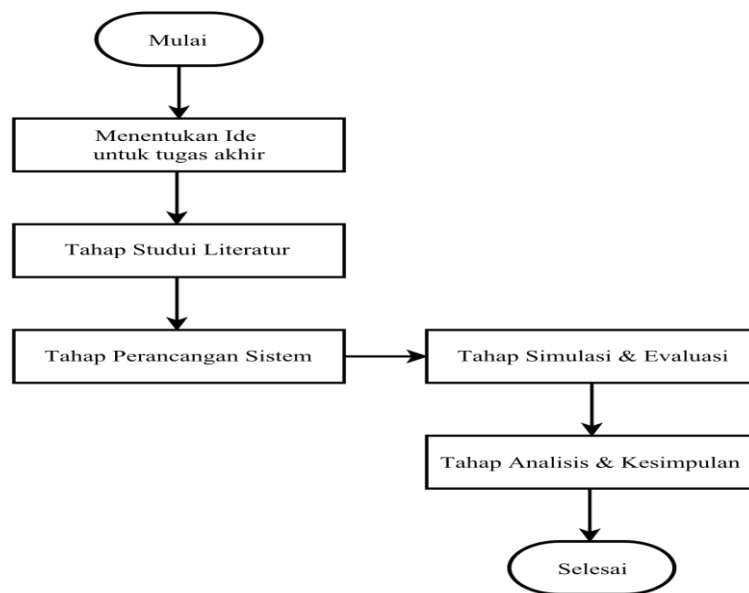 Mulai
Menentukan Ide
untuk tugas akhir
Tahap Studui Literatur
Tahap Perancangan Sistem
Tahap Simulasi & Evaluasi
Tahap Analisis & Kesimpulan
Selesai